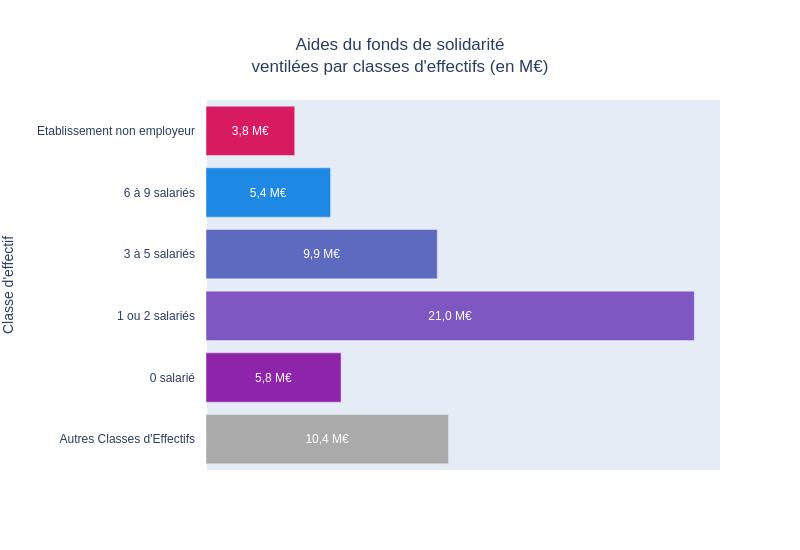 Aides du fonds de solidarité
ventilées par classes d'effectifs (en M€)
Classe d'effectif
Etablissement non employeur
3,8 M€
6 à 9 salariés
5,4 M€
3 à 5 salariés
9,9 M€
1 ou 2 salariés
21,0 M€
0 salarié
5,8 M€
Autres Classes d'Effectifs
10,4 M€